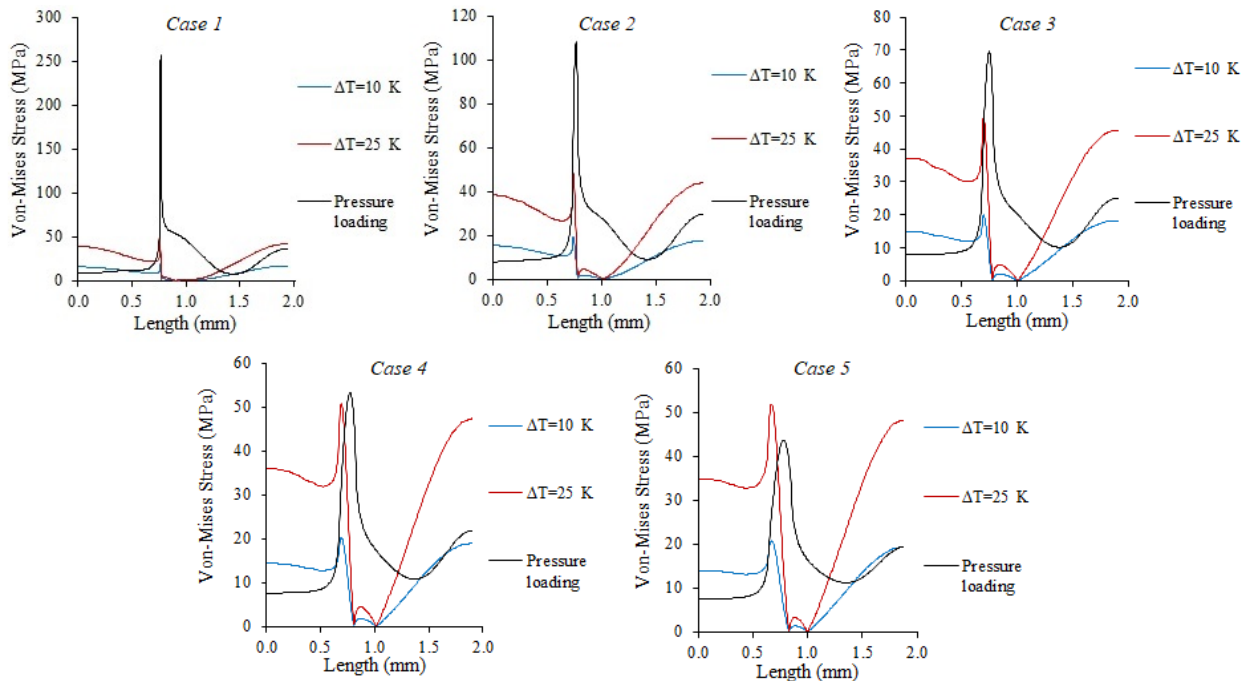 Case 1
Von-Mises Stress (MPa)
300
250
200
150
100
50
0
0.0 0.5 1.0 1.5 2.0
Length (mm)
ΔT=10 K
ΔT=25 K
Pressure
loading
Case 2
Von-Mises Stress (MPa)
120
100
80
60
40
20
0
0.0 0.5 1.0 1.5 2.0
Length (mm)
ΔT=10 K
ΔT=25 K
Pressure
loading
Case 3
Von-Mises Stress (MPa)
80
70
60
50
40
30
20
10
0
0.0 0.5 1.0 1.5 2.0
Length (mm)
ΔT=10 K
ΔT=25 K
Pressure
loading
Case 4
Von-Mises Stress (MPa)
60
50
40
30
20
10
0
0.0 0.5 1.0 1.5 2.0
Length (mm)
ΔT=10 K
ΔT=25 K
Pressure
loading
Case 5
Von-Mises Stress (MPa)
60
50
40
30
20
10
0
0.0 0.5 1.0 1.5 2.0
Length (mm)
ΔT=10 K
ΔT=25 K
Pressure
loading